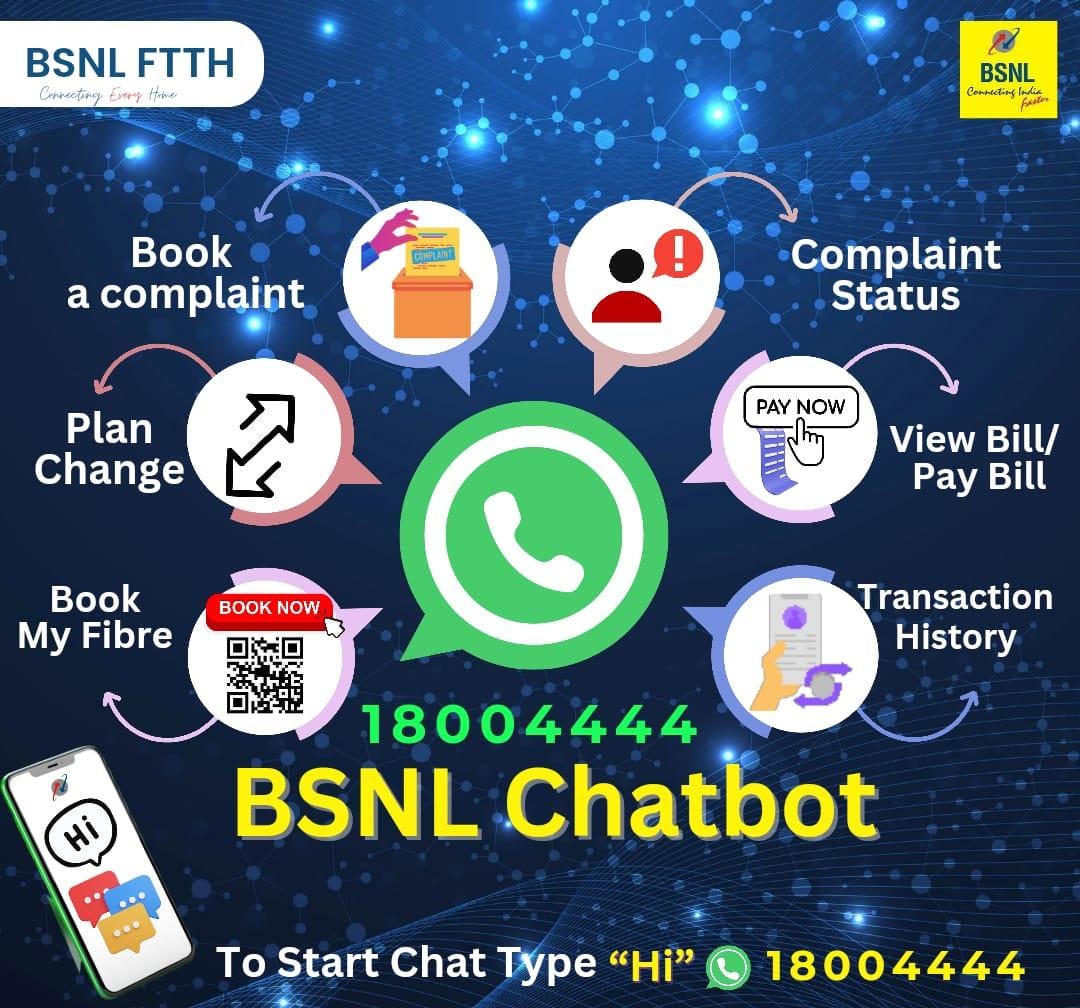 BSNL FTTH
Connecting Every Home
BSNL
Connecting India
Faster
Book
a complaint
COMPLAINT
Complaint
Status
Plan
Change
PAY NOW
View Bill/
Pay Bill
Book
My Fibre
BOOK NOW
Transaction
History
18004444
BSNL Chatbot
Hi
To Start Chat Type “Hi” 18004444